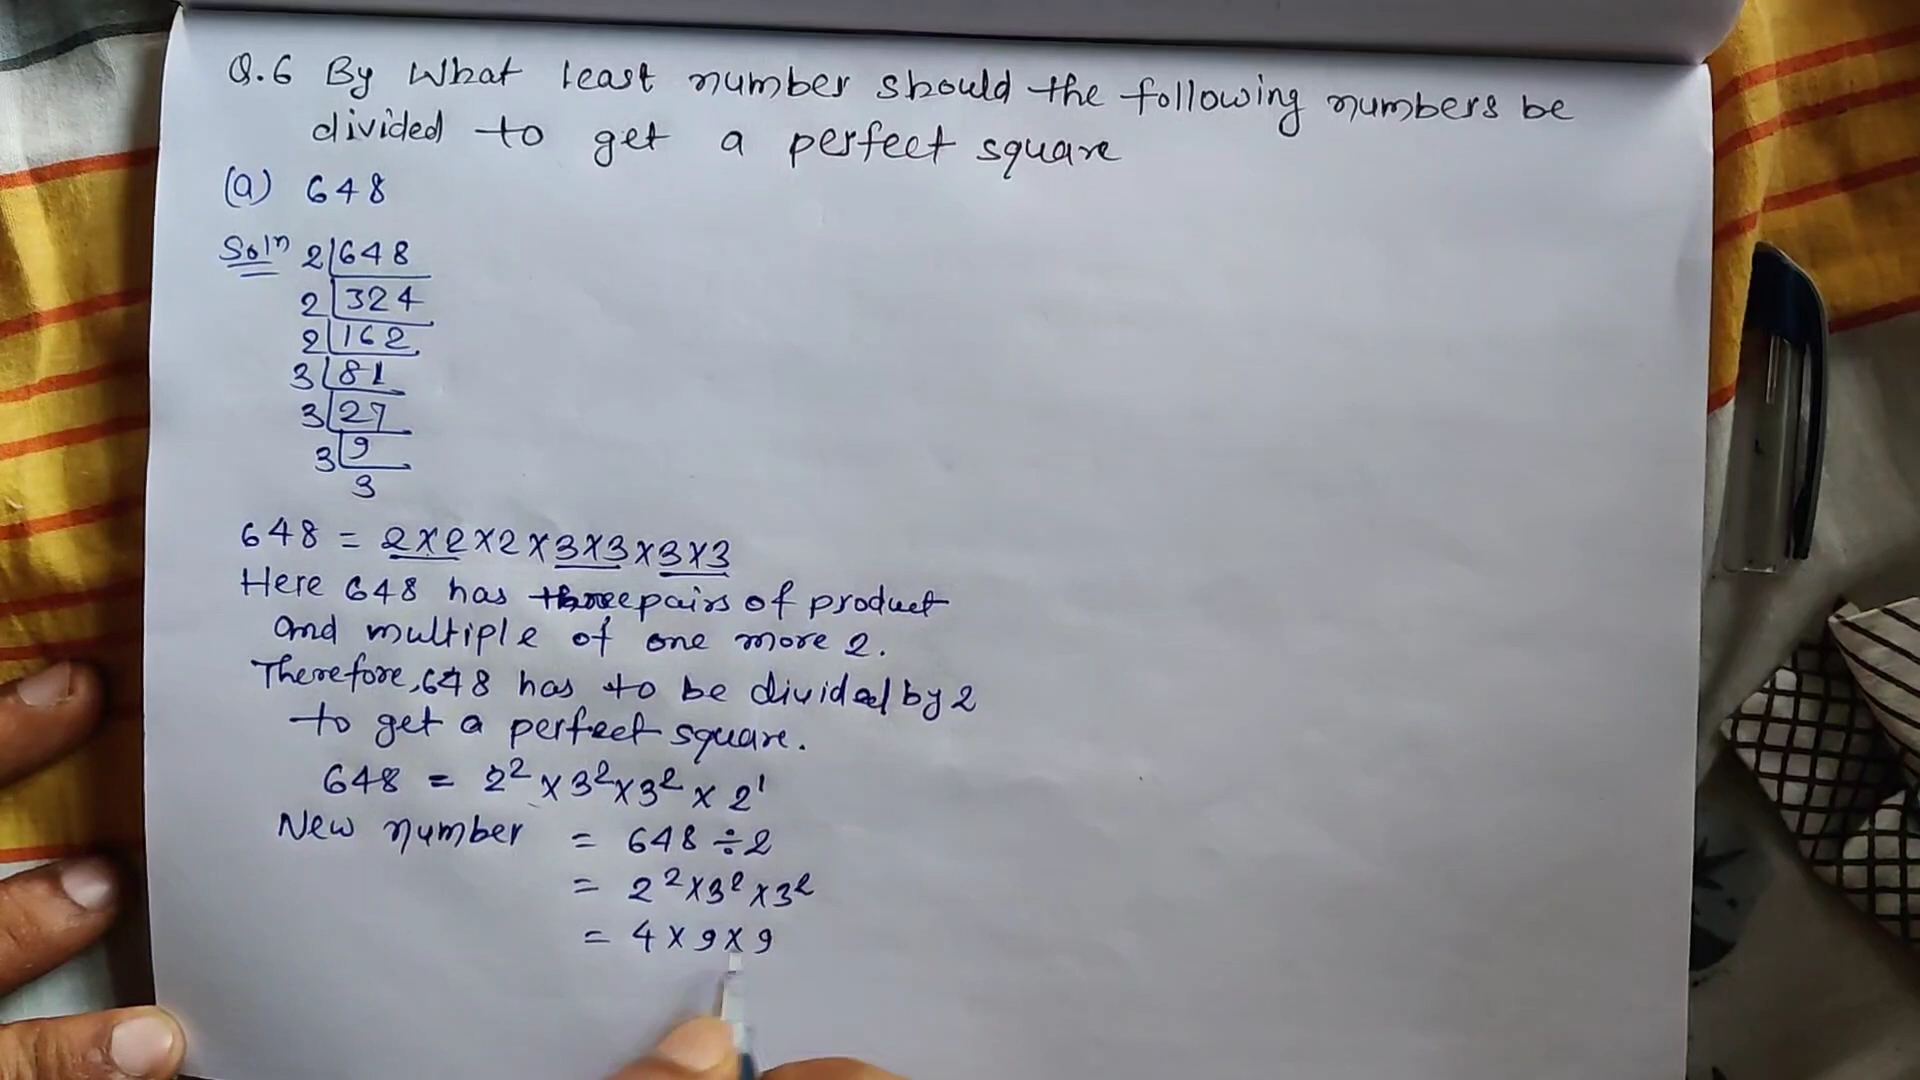 Q.6 By What least number should the following numbers be
divided to get a perfect square
(a) 648
Soln 2|648
2|324
2|162
3|81
3|27
3|9
3
648 = 2×2×2×3×3×3×3
Here 648 has three pairs of product
and multiple of one more 2.
Therefore, 648 has to be divided by 2
to get a perfect square.
648 = 2² × 3² × 3² × 2¹
New number = 648 ÷ 2
= 2² × 3² × 3²
= 4 × 9 × 9